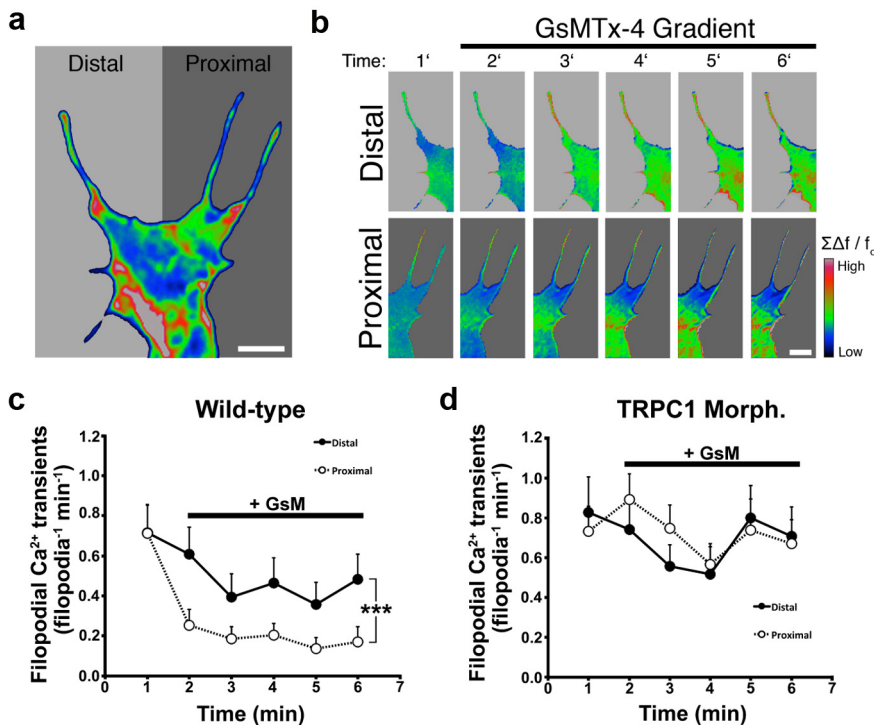 a
Distal
Proximal
b
GsMTx-4 Gradient
Time: 1‘ 2‘ 3‘ 4‘ 5‘ 6‘
Distal
Proximal
ΣΔf / fo
High
Low
c
Wild-type
Filopodial Ca2+ transients
(filopodia-1 min-1)
1.2
1.0
0.8
0.6
0.4
0.2
0.0
Distal
Proximal
+ GsM
***
0 1 2 3 4 5 6 7
Time (min)
d
TRPC1 Morph.
Filopodial Ca2+ transients
(filopodia-1 min-1)
1.2
1.0
0.8
0.6
0.4
0.2
0.0
+ GsM
Distal
Proximal
0 1 2 3 4 5 6 7
Time (min)